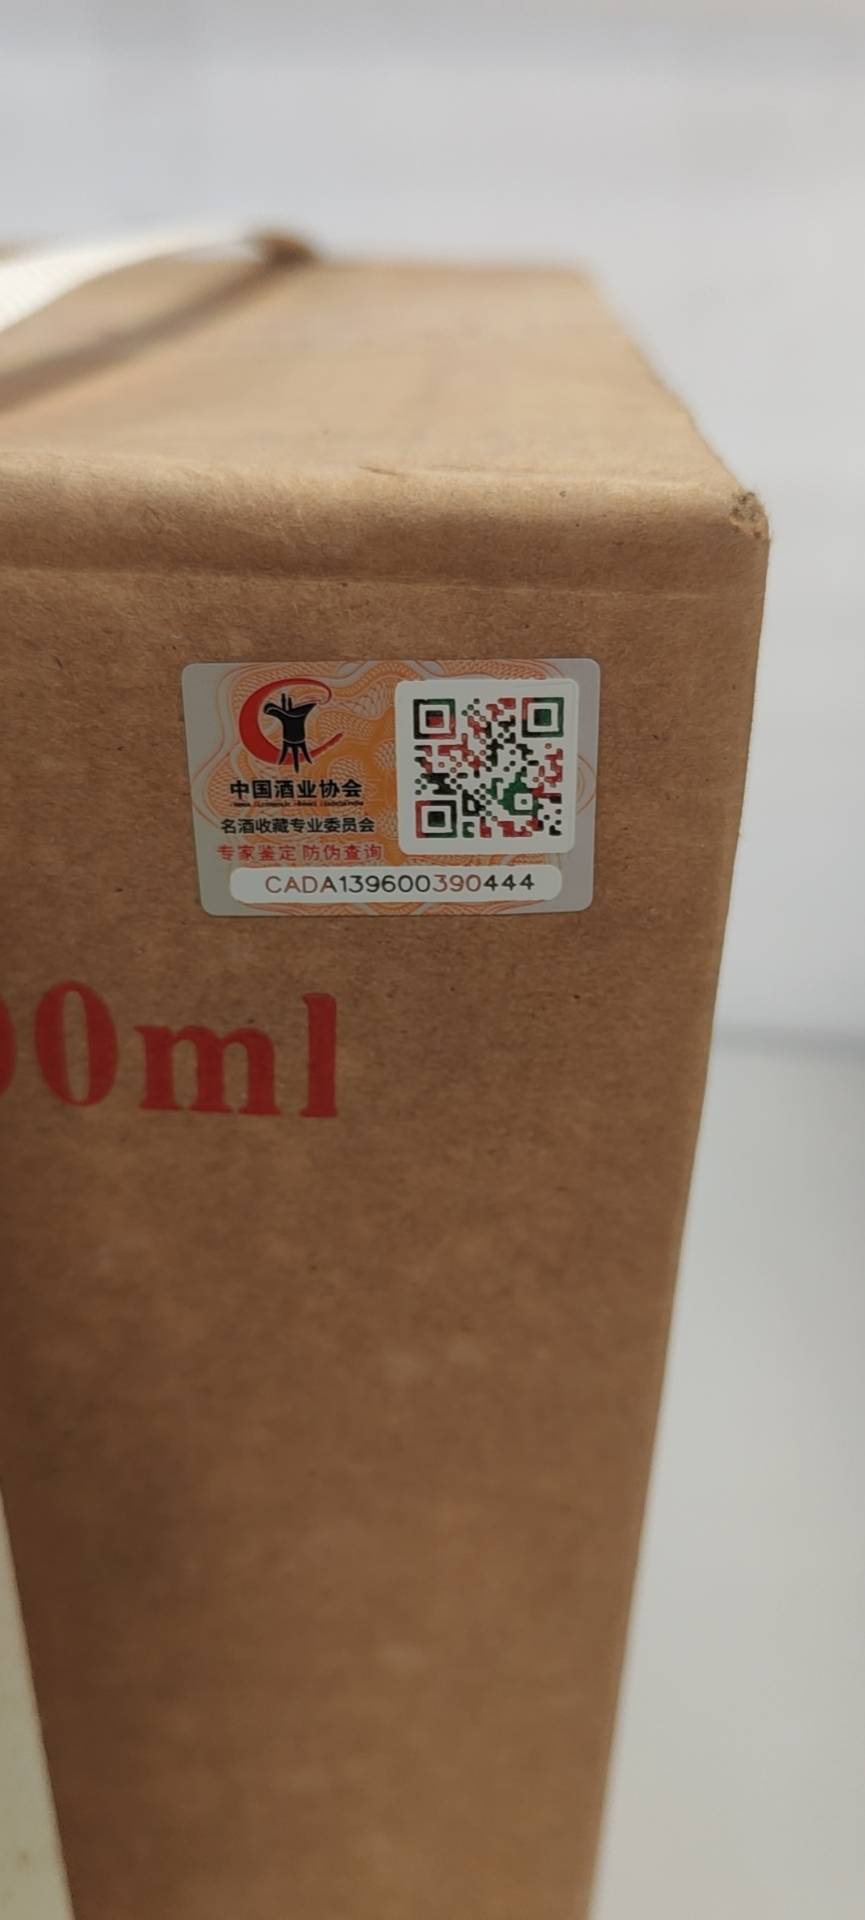 中国酒业协会
名酒收藏专业委员会
专家鉴定 防伪查询
CADA139600390444
00ml